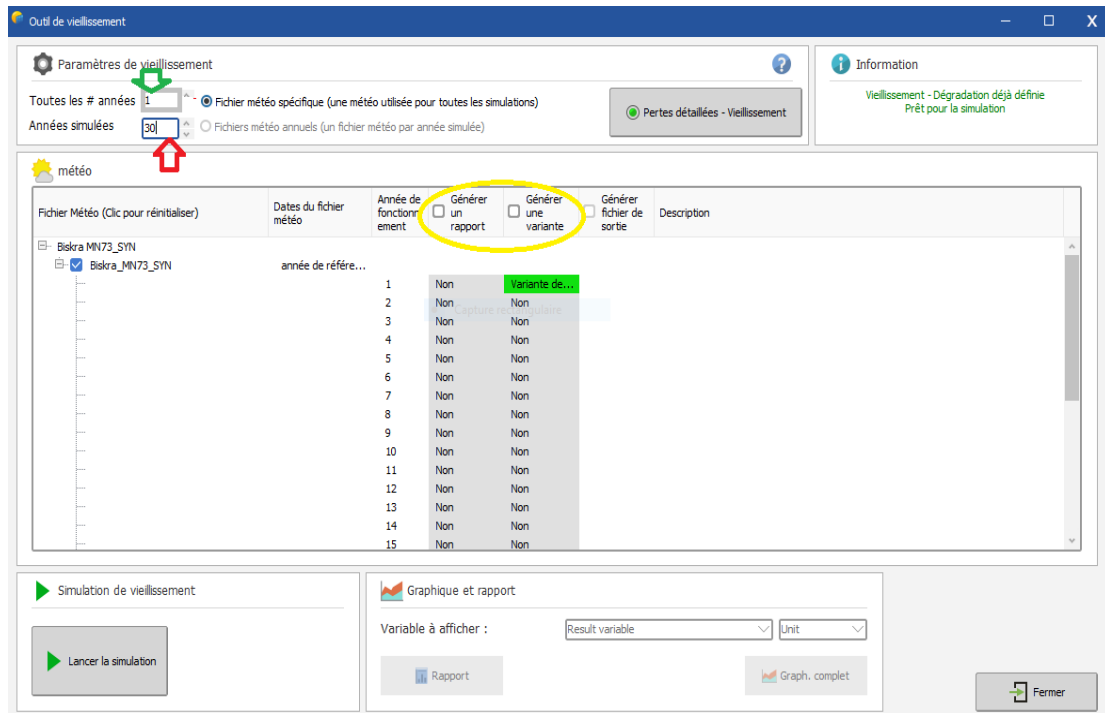 Outil de vieillissement
Paramètres de vieillissement
Toutes les # années 1 Fichier météo spécifique (une météo utilisée pour toutes les simulations)
Années simulées 30 Fichiers météo annuels (un fichier météo par année simulée)
Pertes détaillées - Vieillissement
Information
Vieillissement - Dégradation déjà définie
Prêt pour la simulation
météo
Fichier Météo (Clic pour réinitialiser)
Dates du fichier
météo
Année de
fonctionn
ement
Générer
un
rapport
Générer
une
variante
Générer
fichier de
sortie
Description
Biskra MN73_SYN
Biskra_MN73_SYN année de référe...
1 Non Variante de...
2 Non Non
Capture rectangulaire
3 Non Non
4 Non Non
5 Non Non
6 Non Non
7 Non Non
8 Non Non
9 Non Non
10 Non Non
11 Non Non
12 Non Non
13 Non Non
14 Non Non
15 Non Non
Simulation de vieillissement
Lancer la simulation
Graphique et rapport
Variable à afficher : Result variable Unit
Rapport Graph. complet
Fermer